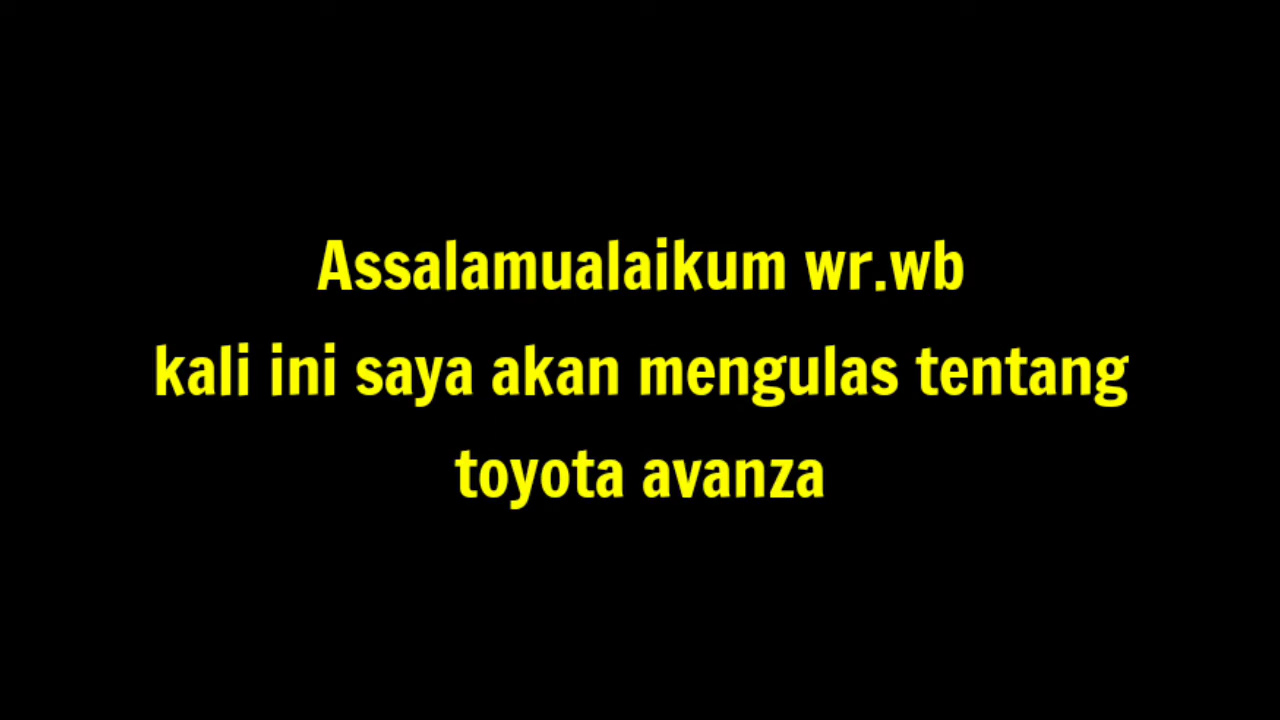 Assalamualaikum wr.wb
kali ini saya akan mengulas tentang
toyota avanza